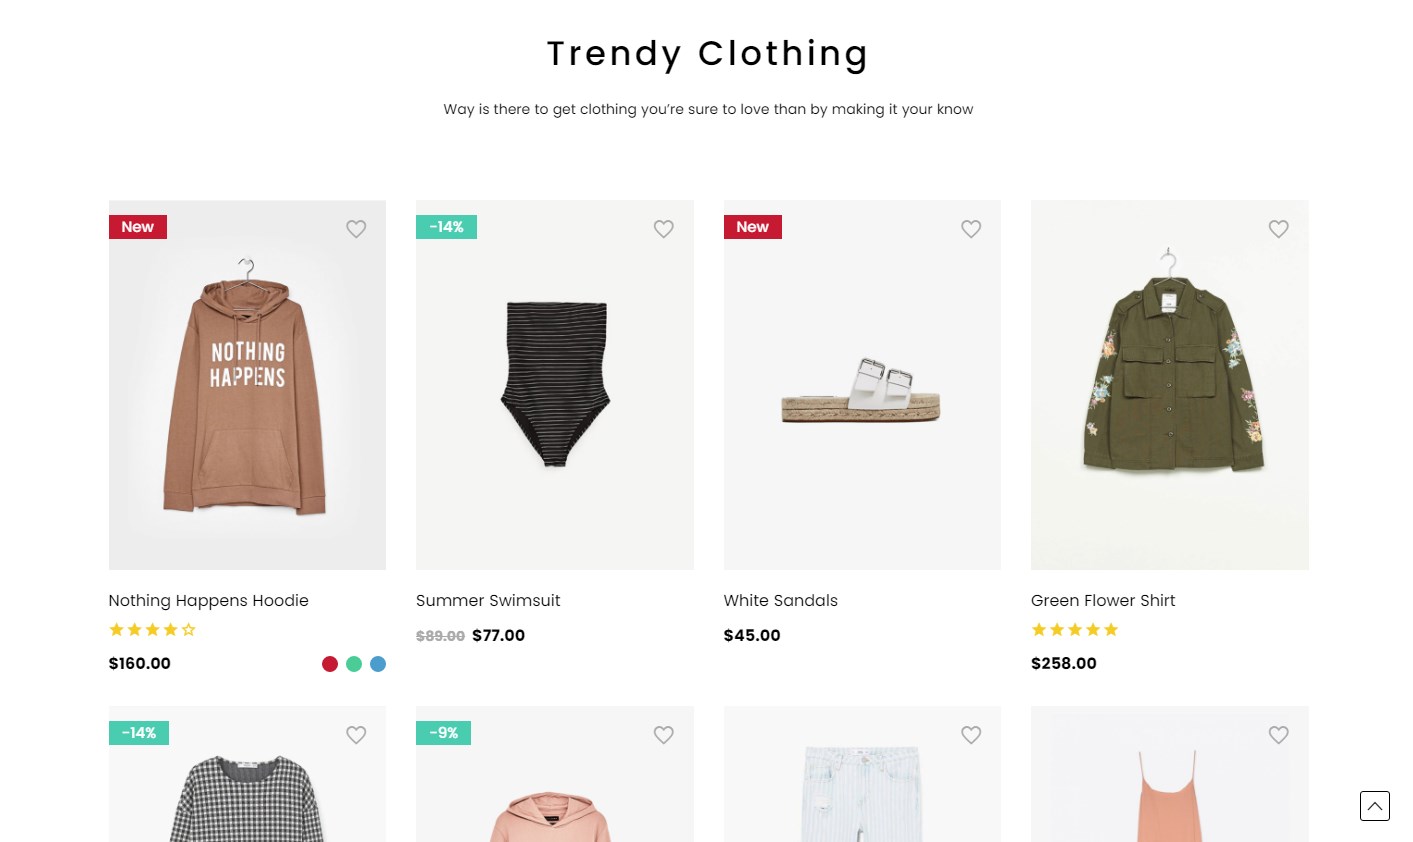 Trendy Clothing
Way is there to get clothing you’re sure to love than by making it your know
New
-14%
New
NOTHING
HAPPENS
Nothing Happens Hoodie
$160.00
Summer Swimsuit
$89.00 $77.00
White Sandals
$45.00
Green Flower Shirt
$258.00
-14%
-9%